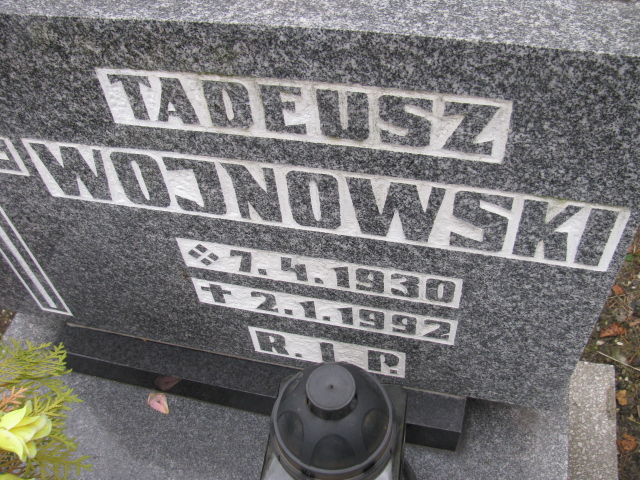 TADEUSZ
WOJNOWSKI
7.4.1930
✝ 2.1.1992
R.I.P.